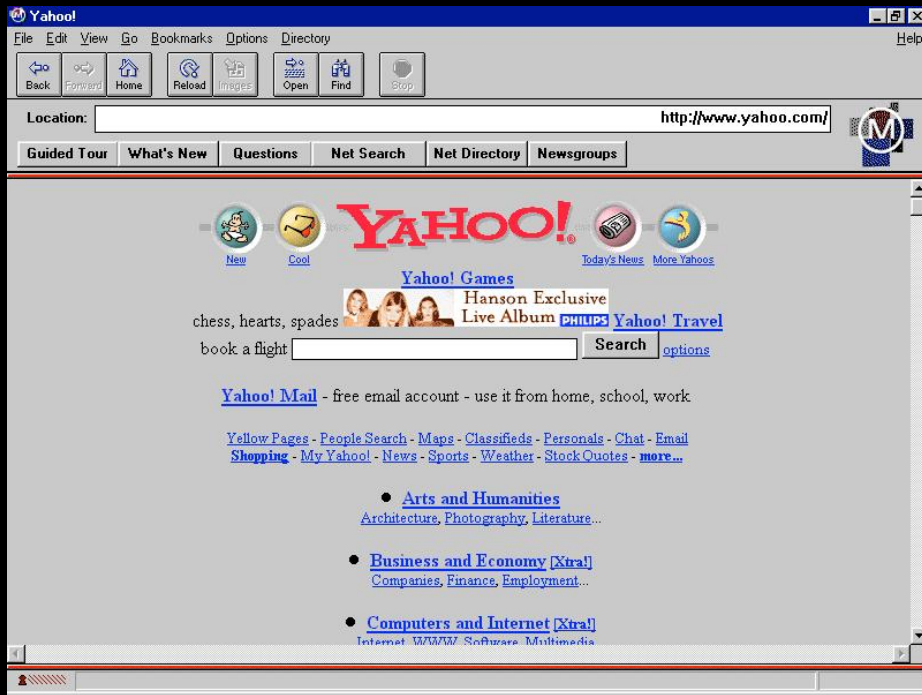 Yahoo!
File Edit View Go Bookmarks Options Directory Help
Back Forward Home Reload Images Open Find Stop
Location: http://www.yahoo.com/
M
Guided Tour What's New Questions Net Search Net Directory Newsgroups
YAHOO!
New Cool Today's News More Yahoos
Yahoo! Games
Hanson Exclusive
chess, hearts, spades Live Album PHILIPS Yahoo! Travel
book a flight Search options
Yahoo! Mail - free email account - use it from home, school, work
Yellow Pages - People Search - Maps - Classifieds - Personals - Chat - Email
Shopping - My Yahoo! - News - Sports - Weather - Stock Quotes - more...
Arts and Humanities
Architecture, Photography, Literature...
Business and Economy [Xtra!]
Companies, Finance, Employment...
Computers and Internet [Xtra!]
Internet, WWW, Software, Multimedia